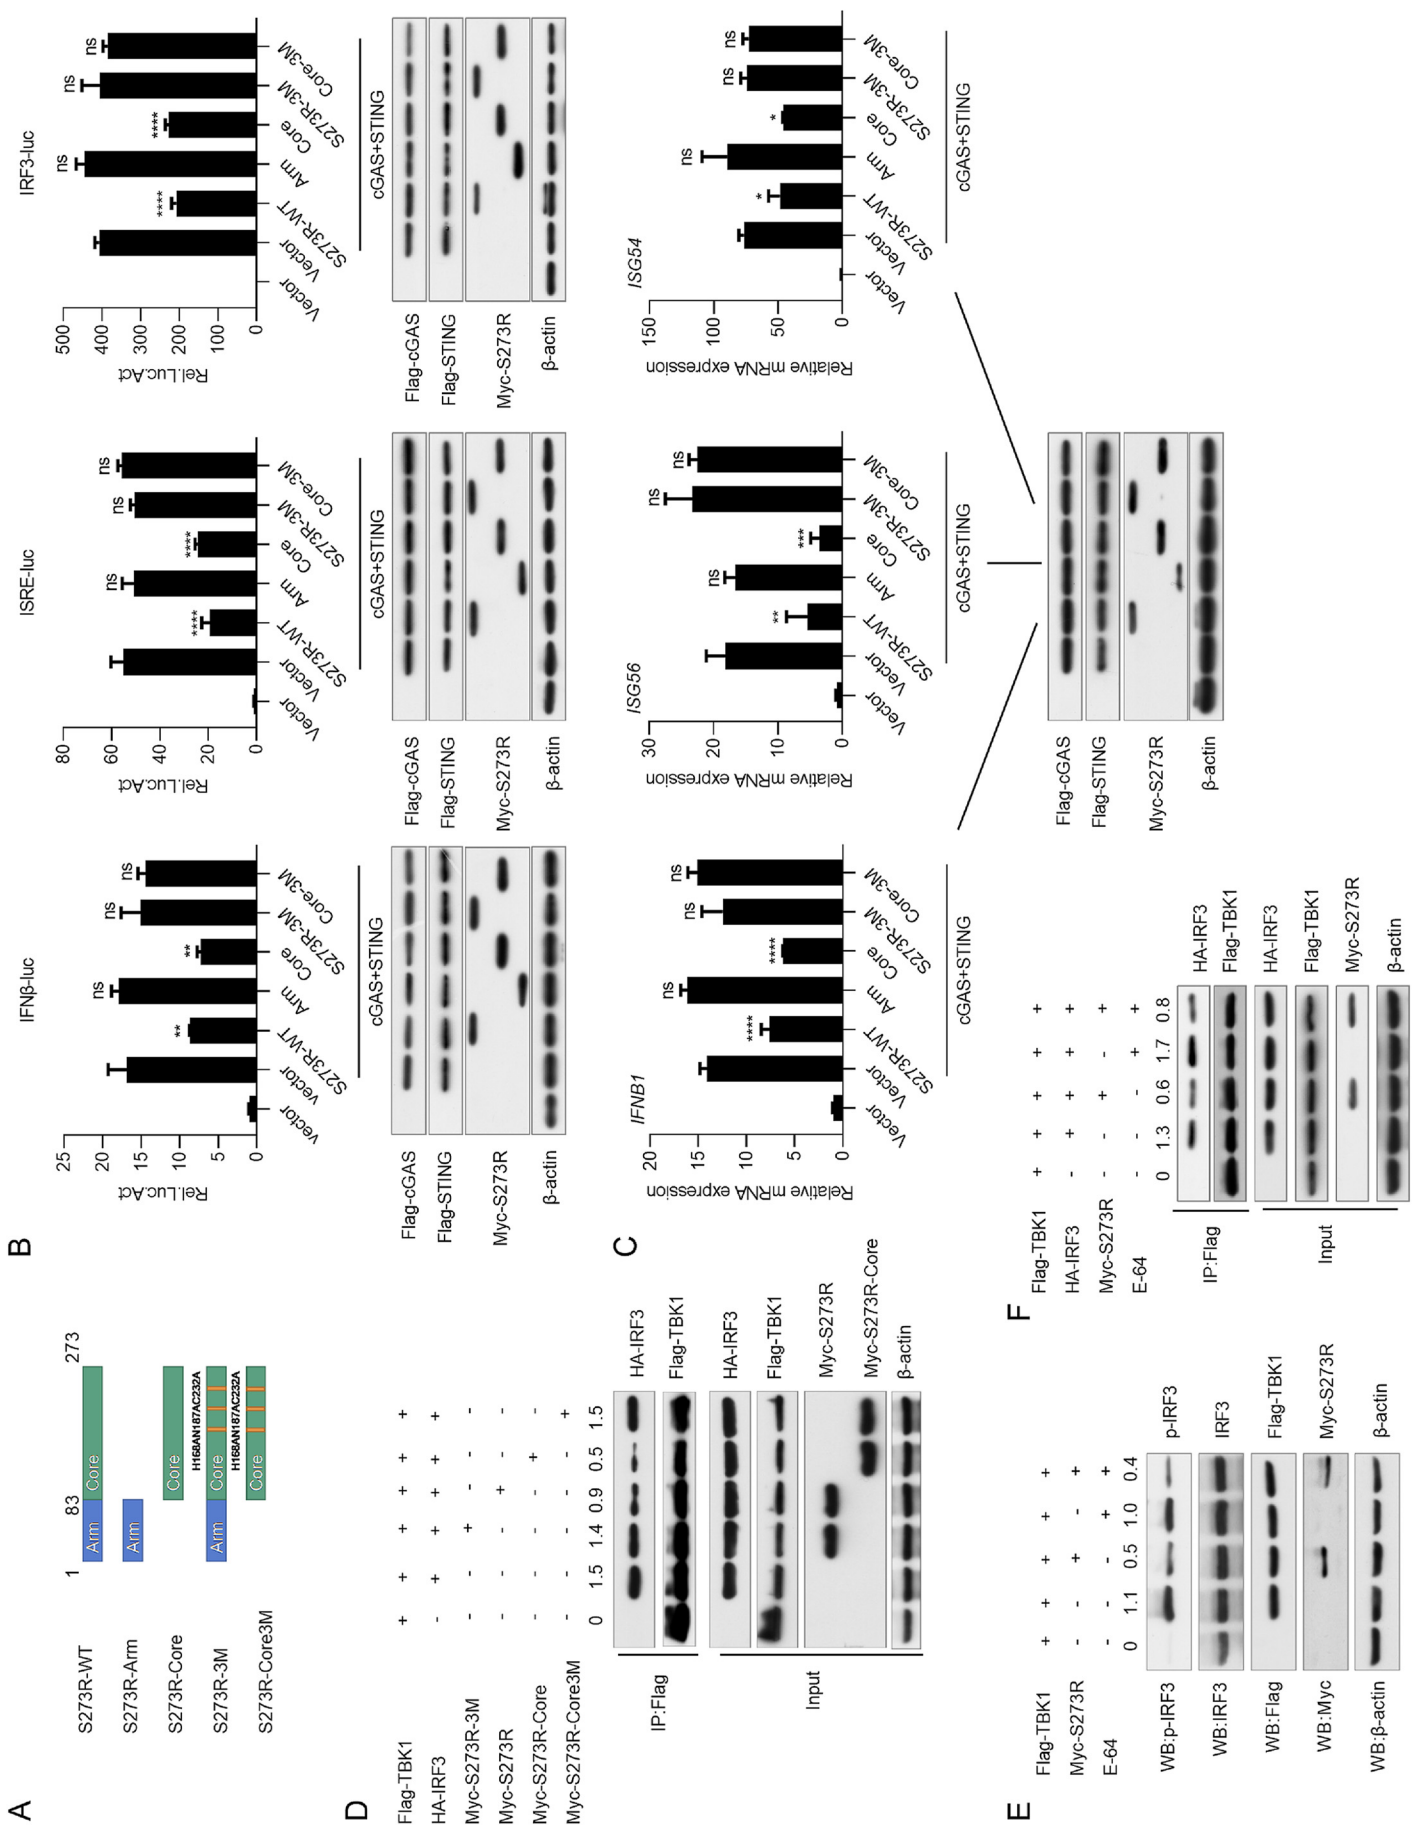 A
1 83 273
S273R-WT Arm Core
S273R-Arm Arm
S273R-Core Core
H168AN187AC232A
S273R-3M Arm Core
H168AN187AC232A
S273R-Core3M Core
B
IFNβ-luc
Rel.Luc.Act
25
20
15
10
5
0
ns
**
ns
**
ns
ns
vector
Vector
S273R-WT
Arm
Core
S273R-3M
Core-3M
cGAS+STING
Flag-cGAS
Flag-STING
Myc-S273R
β-actin
ISRE-luc
Rel.Luc.Act
80
60
40
20
0
****
ns
****
ns
ns
Vector
Vector
S273R-WT
Arm
Core
S273R-3M
Core-3M
cGAS+STING
Flag-cGAS
Flag-STING
Myc-S273R
β-actin
IRF3-luc
Rel.Luc.Act
500
400
300
200
100
0
****
ns
****
ns
ns
Vector
Vector
S273R-WT
Arm
Core
S273R-3M
Core-3M
cGAS+STING
Flag-cGAS
Flag-STING
Myc-S273R
β-actin
C
IFNB1
Relative mRNA expression
20
15
10
5
0
****
ns
****
ns
ns
Vector
Vector
S273R-WT
Arm
Core
S273R-3M
Core-3M
cGAS+STING
ISG56
Relative mRNA expression
30
20
10
0
**
ns
***
ns
ns
Vector
Vector
S273R-WT
Arm
Core
S273R-3M
Core-3M
cGAS+STING
ISG54
Relative mRNA expression
150
100
50
0
*
ns
*
ns
ns
Vector
Vector
S273R-WT
Arm
Core
S273R-3M
Core-3M
cGAS+STING
Flag-cGAS
Flag-STING
Myc-S273R
β-actin
D
Flag-TBK1 + + + + + +
HA-IRF3 - + + + + +
Myc-S273R-3M - - + - - -
Myc-S273R - - - + - -
Myc-S273R-Core - - - - + -
Myc-S273R-Core3M - - - - - +
0 1.5 1.4 0.9 0.5 1.5
IP:Flag
HA-IRF3
Flag-TBK1
Input
HA-IRF3
Flag-TBK1
Myc-S273R
Myc-S273R-Core
β-actin
E
Flag-TBK1 + + + + +
Myc-S273R - - + - +
E-64 - - - + +
0 1.1 0.5 1.0 0.4
WB:p-IRF3 p-IRF3
WB:IRF3 IRF3
WB:Flag Flag-TBK1
WB:Myc Myc-S273R
WB:β-actin β-actin
F
Flag-TBK1 + + + + +
HA-IRF3 - + + + +
Myc-S273R - - + - +
E-64 - - - + +
0 1.3 0.6 1.7 0.8
IP:Flag
HA-IRF3
Flag-TBK1
Input
HA-IRF3
Flag-TBK1
Myc-S273R
β-actin